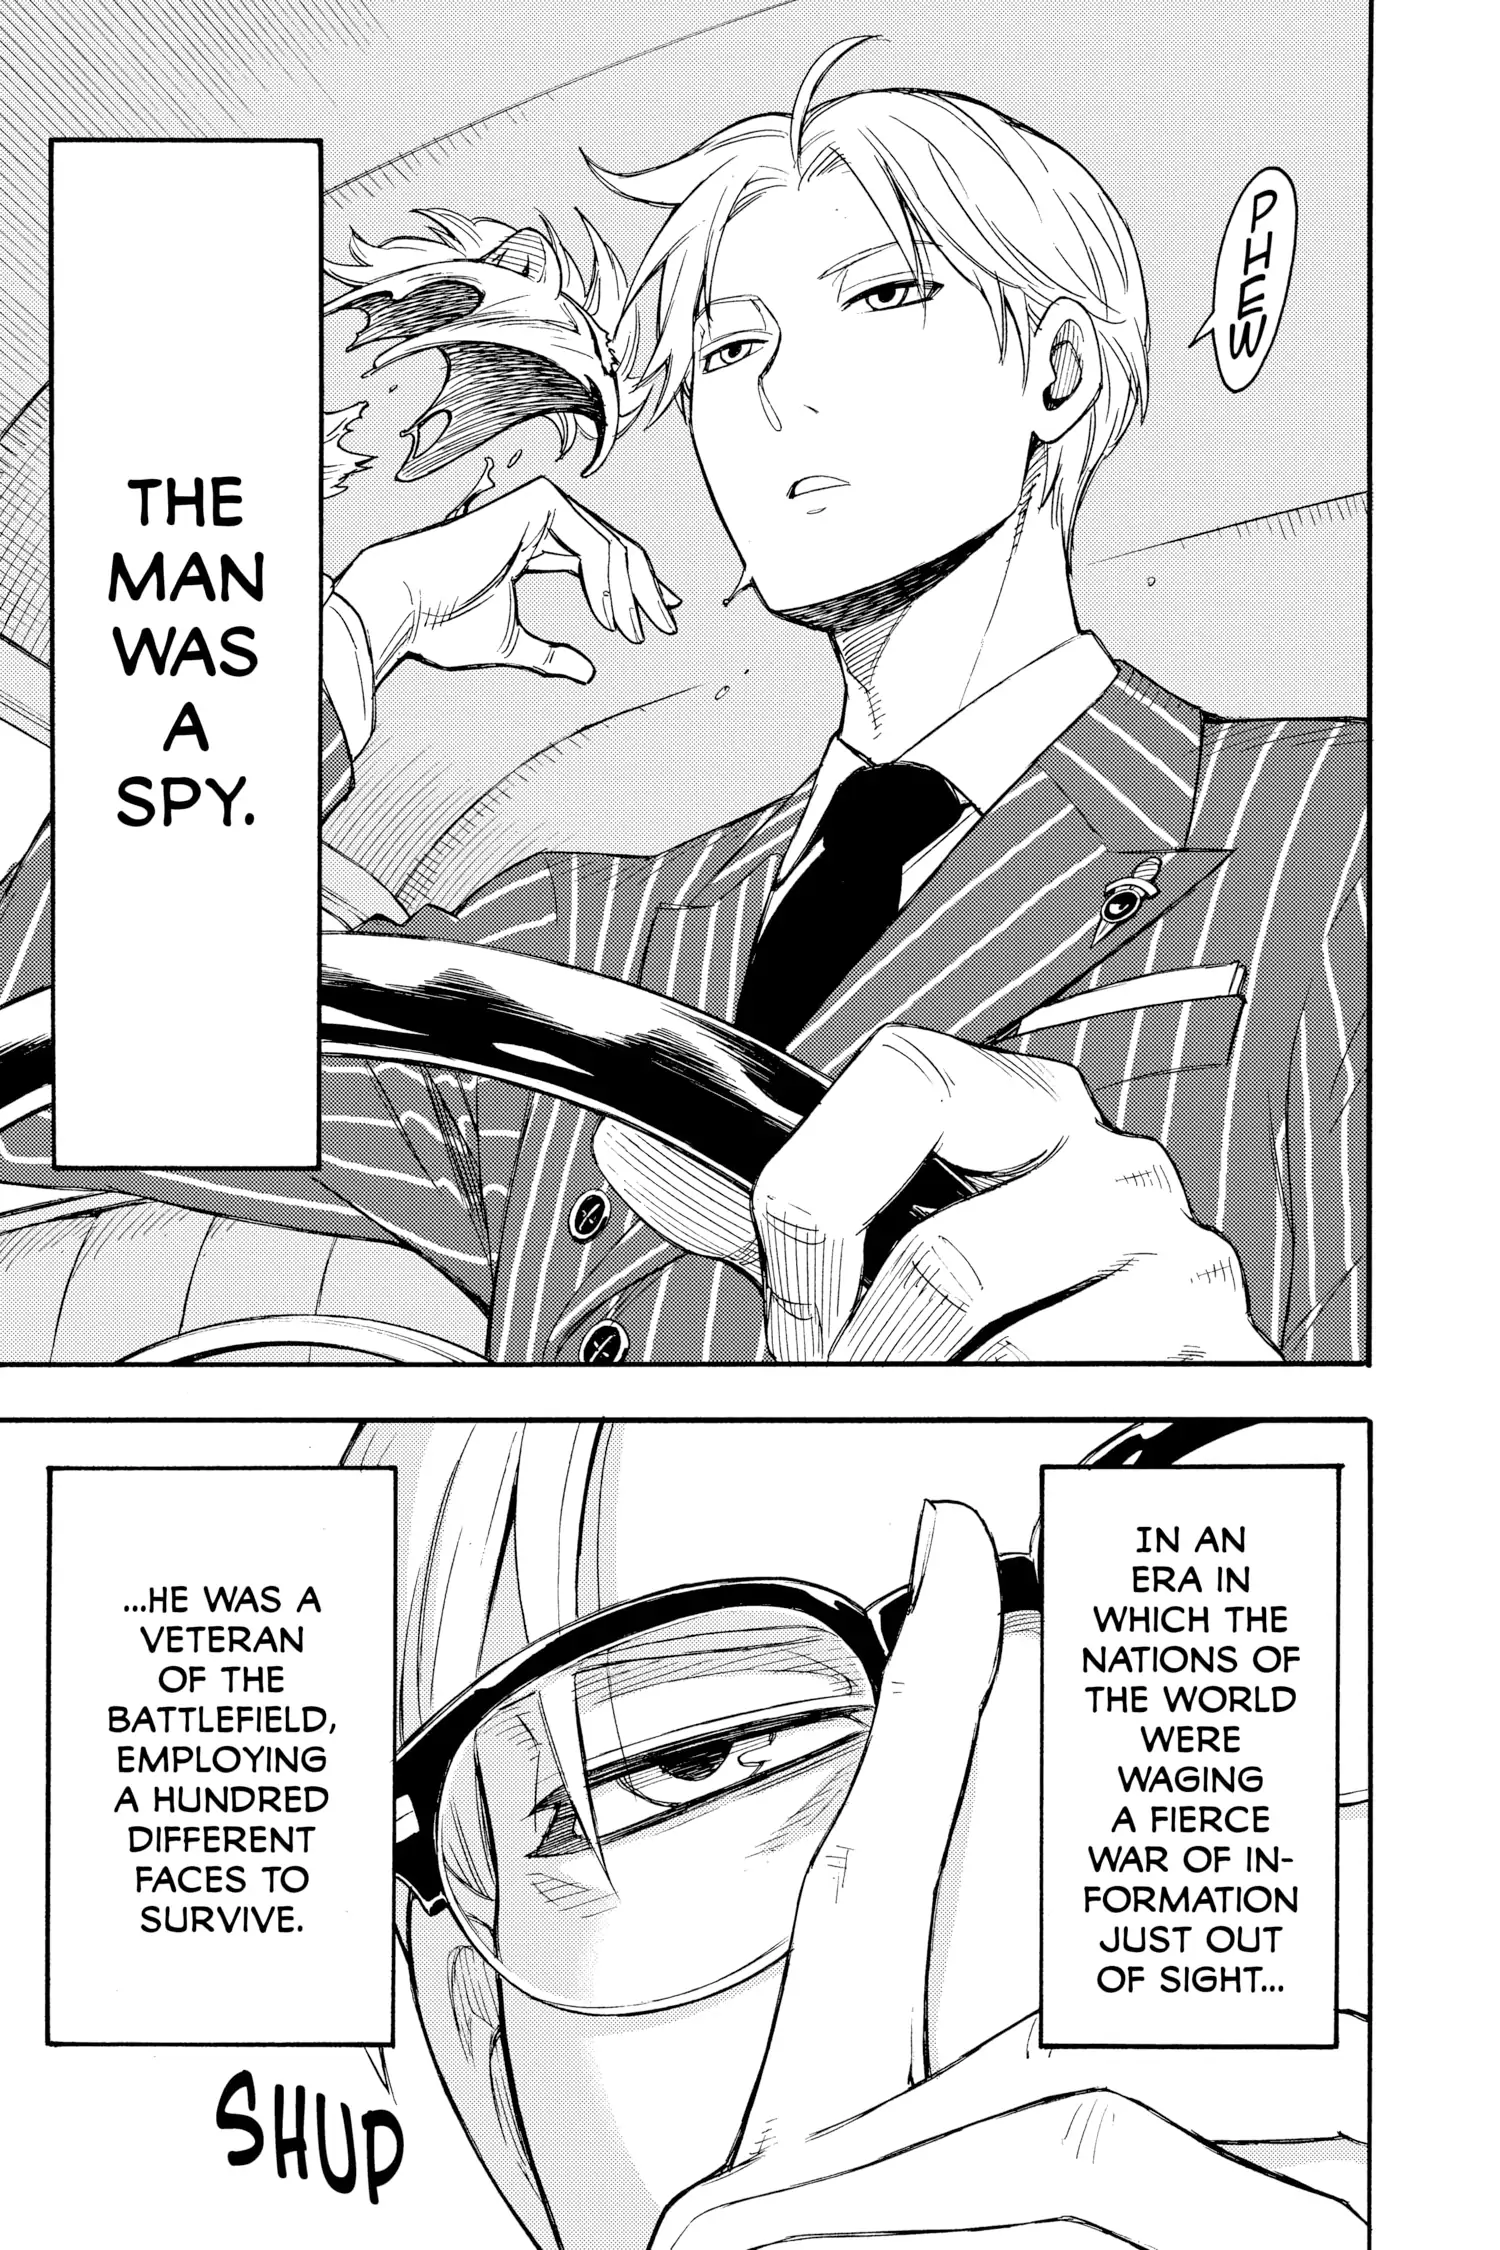 PHEW
THE
MAN
WAS
A
SPY.
IN AN
ERA IN
WHICH THE
NATIONS OF
THE WORLD
WERE
WAGING
A FIERCE
WAR OF IN-
FORMATION
JUST OUT
OF SIGHT...
...HE WAS A
VETERAN
OF THE
BATTLEFIELD,
EMPLOYING
A HUNDRED
DIFFERENT
FACES TO
SURVIVE.
SHUP